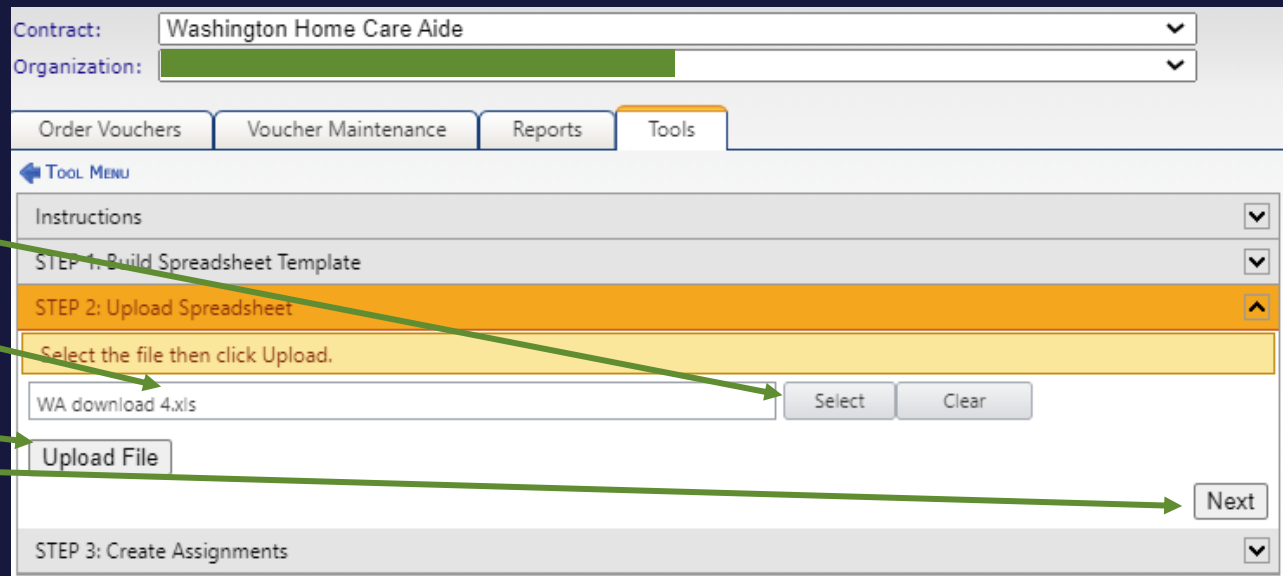 Contract: Washington Home Care Aide
Organization:
Order Vouchers Voucher Maintenance Reports Tools
TOOL MENU
Instructions
STEP 1: Build Spreadsheet Template
STEP 2: Upload Spreadsheet
Select the file then click Upload.
WA download 4.xls Select Clear
Upload File
Next
STEP 3: Create Assignments